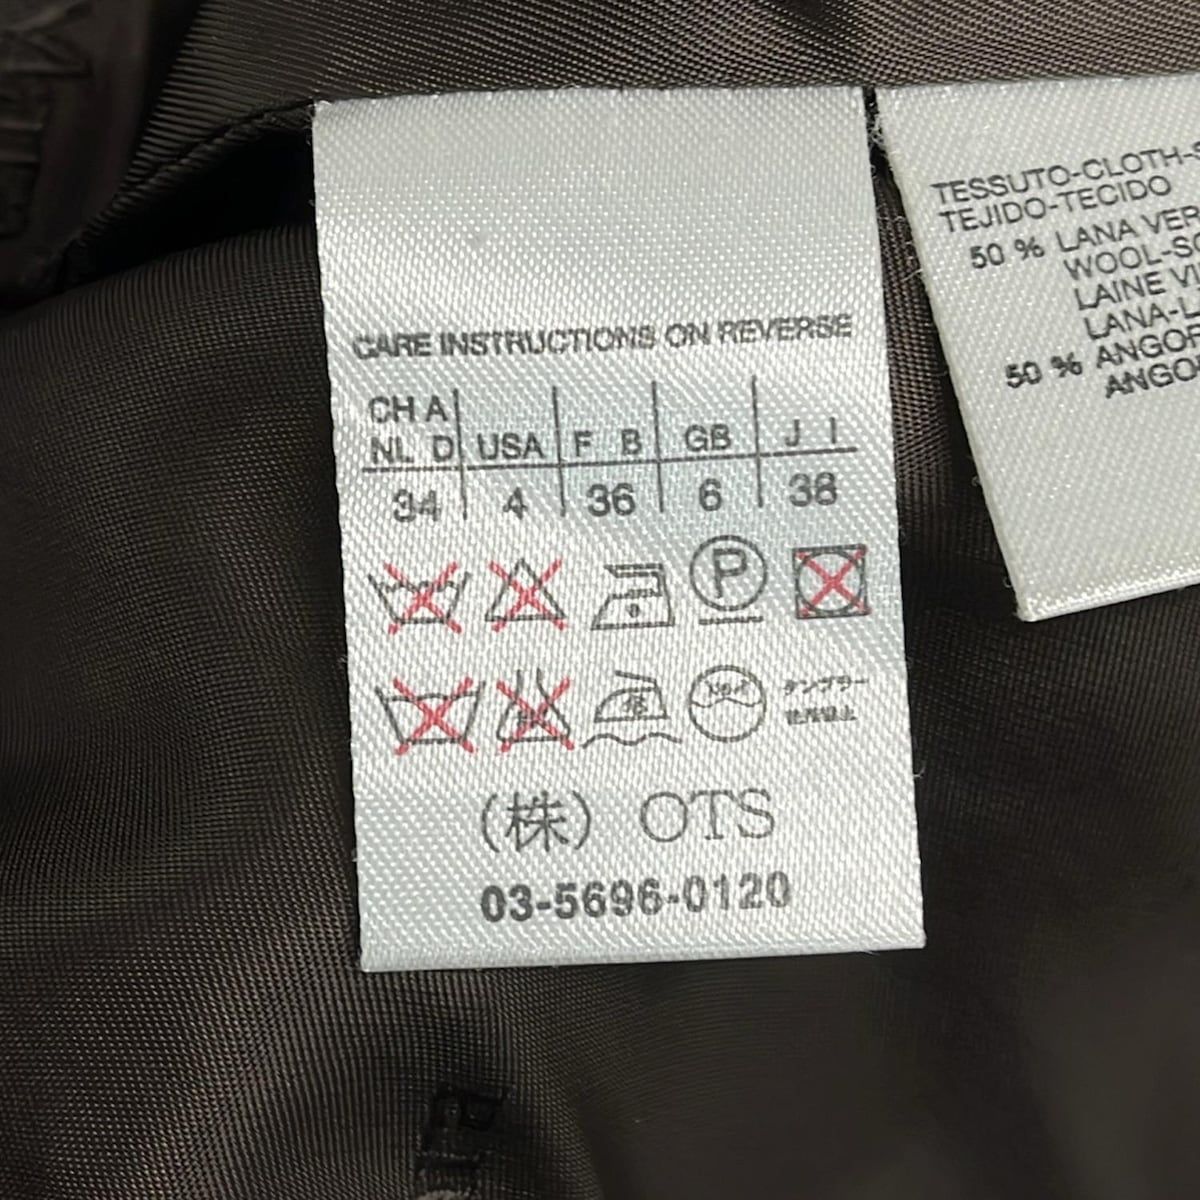 CARE INSTRUCTIONS ON REVERSE
CH A
NL D USA F B GB J I
34 4 36 6 38
P
タンブラー
乾燥禁止
(株) OTS
03-5696-0120
TESSUTO-CLOTH-S
TEJIDO-TECIDO
50 % LANA VER
WOOL-SC
LAINE VI
LANA-L
50 % ANGOR
ANGO